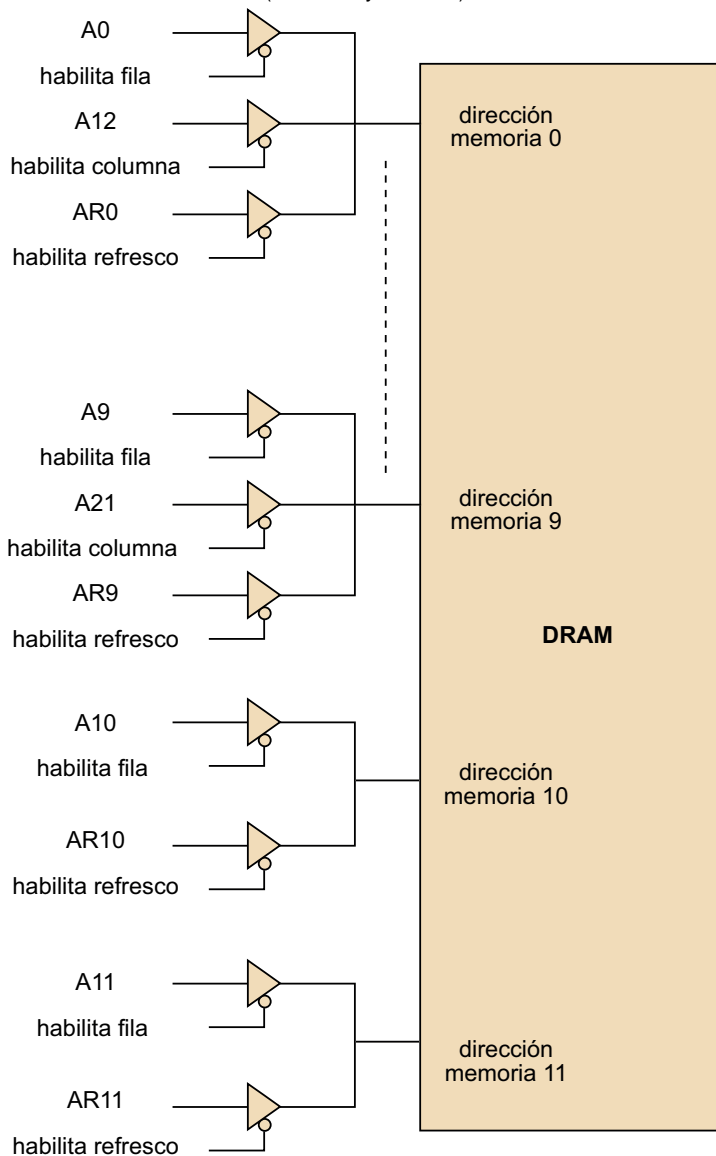 A0
habilita fila
A12
habilita columna
AR0
habilita refresco
dirección
memoria 0
A9
habilita fila
A21
habilita columna
AR9
habilita refresco
dirección
memoria 9
DRAM
A10
habilita fila
AR10
habilita refresco
dirección
memoria 10
A11
habilita fila
AR11
habilita refresco
dirección
memoria 11